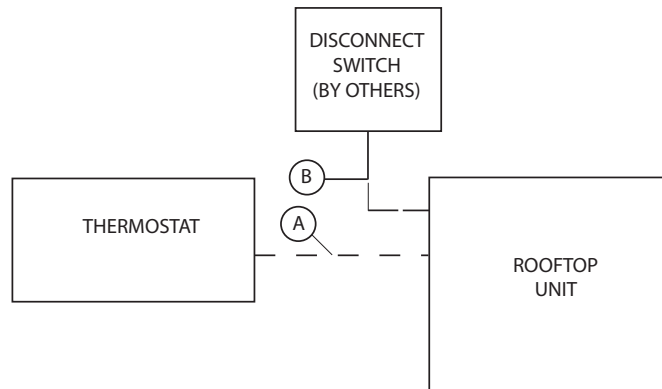 DISCONNECT
SWITCH
(BY OTHERS)
B
THERMOSTAT
A
ROOFTOP
UNIT